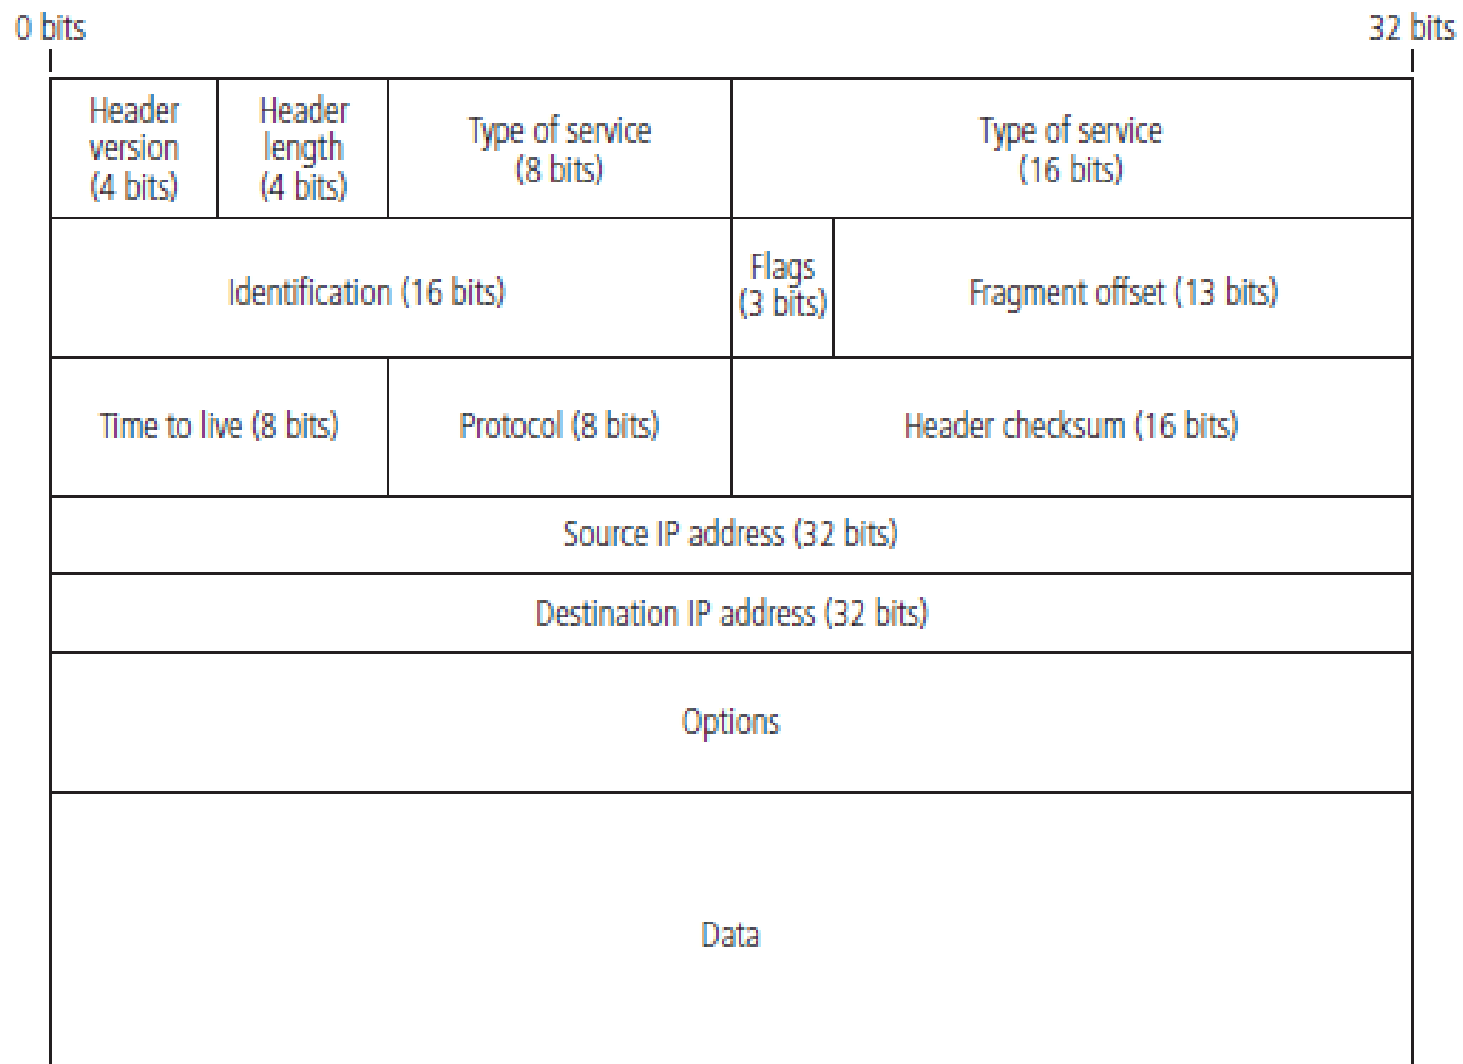 0 bits
32 bits
Header
version
(4 bits)
Header
length
(4 bits)
Type of service
(8 bits)
Type of service
(16 bits)
Identification (16 bits)
Flags
(3 bits)
Fragment offset (13 bits)
Time to live (8 bits)
Protocol (8 bits)
Header checksum (16 bits)
Source IP address (32 bits)
Destination IP address (32 bits)
Options
Data